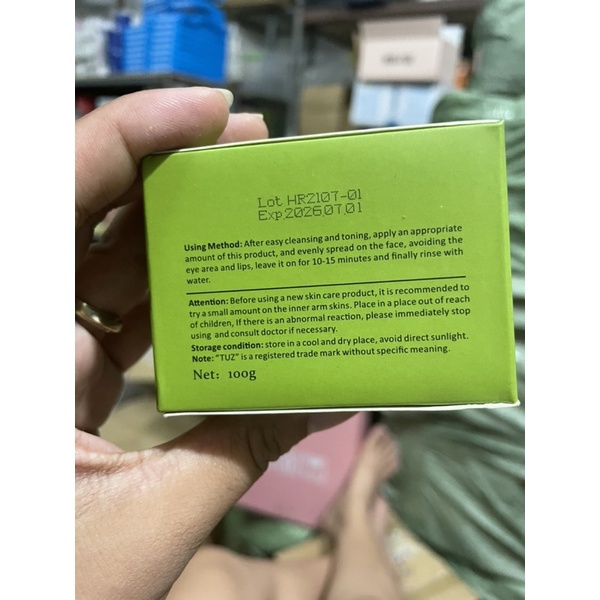 Lot HR2107-01
Exp 2026.07.01
Using Method: After easy cleansing and toning, apply an appropriate
amount of this product, and evenly spread on the face, avoiding the
eye area and lips, leave it on for 10-15 minutes and finally rinse with
water.
Attention: Before using a new skin care product, it is recommended to
try a small amount on the inner arm skins. Place in a place out of reach
of children, If there is an abnormal reaction, please immediately stop
using and consult doctor if necessary.
Storage condition: store in a cool and dry place, avoid direct sunlight.
Note: "TUZ" is a registered trade mark without specific meaning.
Net: 100g